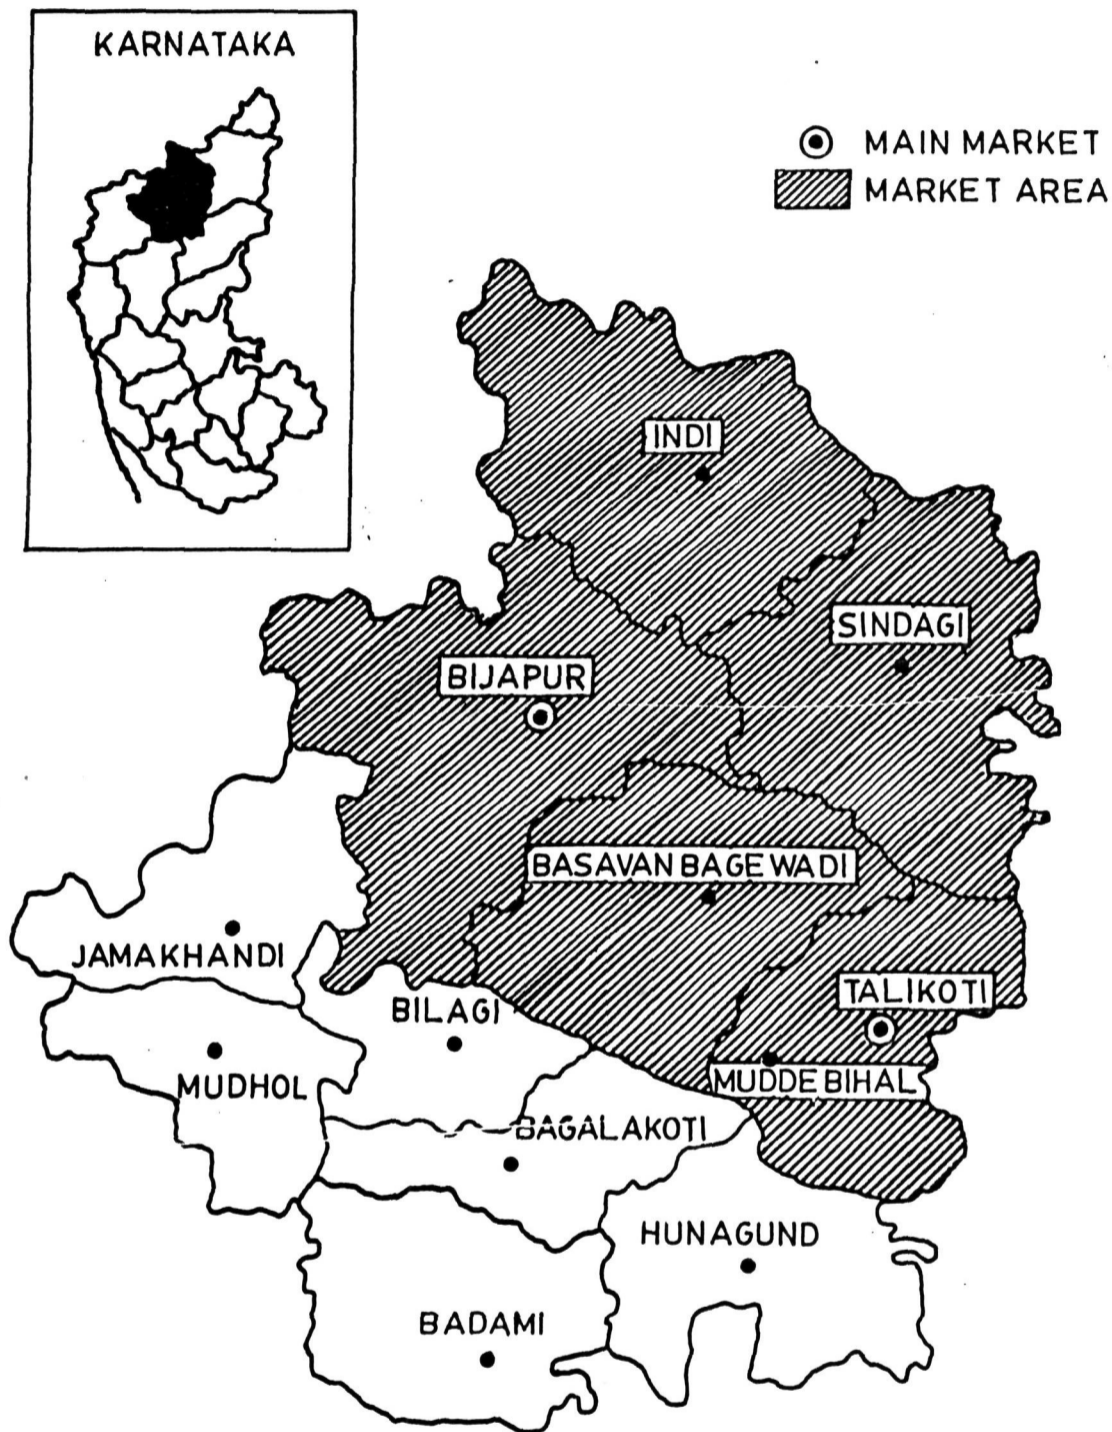 KARNATAKA
MAIN MARKET
MARKET AREA
INDI
SINDAGI
BIJAPUR
BASAVAN BAGEWADI
JAMAKHANDI
TALIKOTI
BILAGI
MUDHOL
MUDDEBIHAL
BAGALAKOTI
HUNAGUND
BADAMI